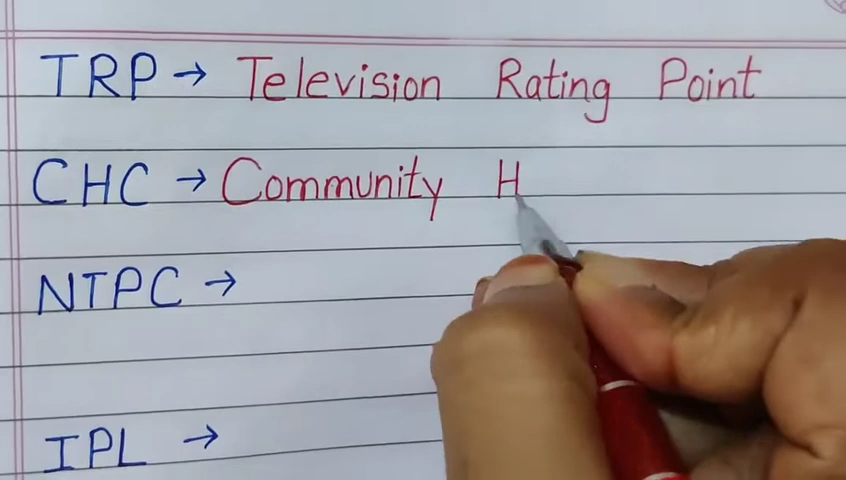 TRP → Television Rating Point
CHC → Community H
NTPC →
IPL →